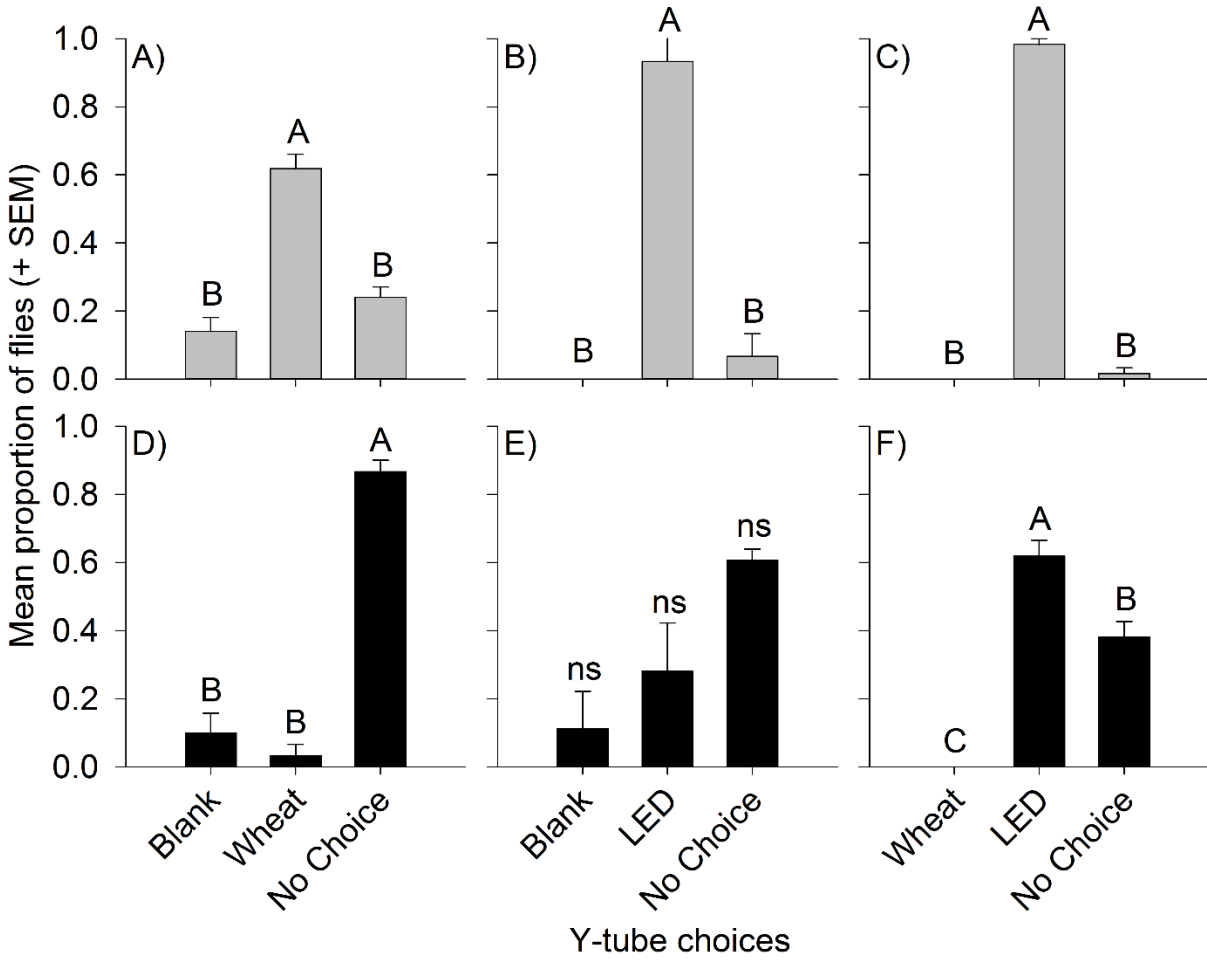 Mean proportion of flies (+ SEM)
A)
B)
C)
1.0
0.8
0.6
0.4
0.2
0.0
B
A
B
B
A
B
B
A
B
D)
E)
F)
1.0
0.8
0.6
0.4
0.2
0.0
B
B
A
ns
ns
ns
C
A
B
Blank
Wheat
No Choice
Blank
LED
No Choice
Wheat
LED
No Choice
Y-tube choices